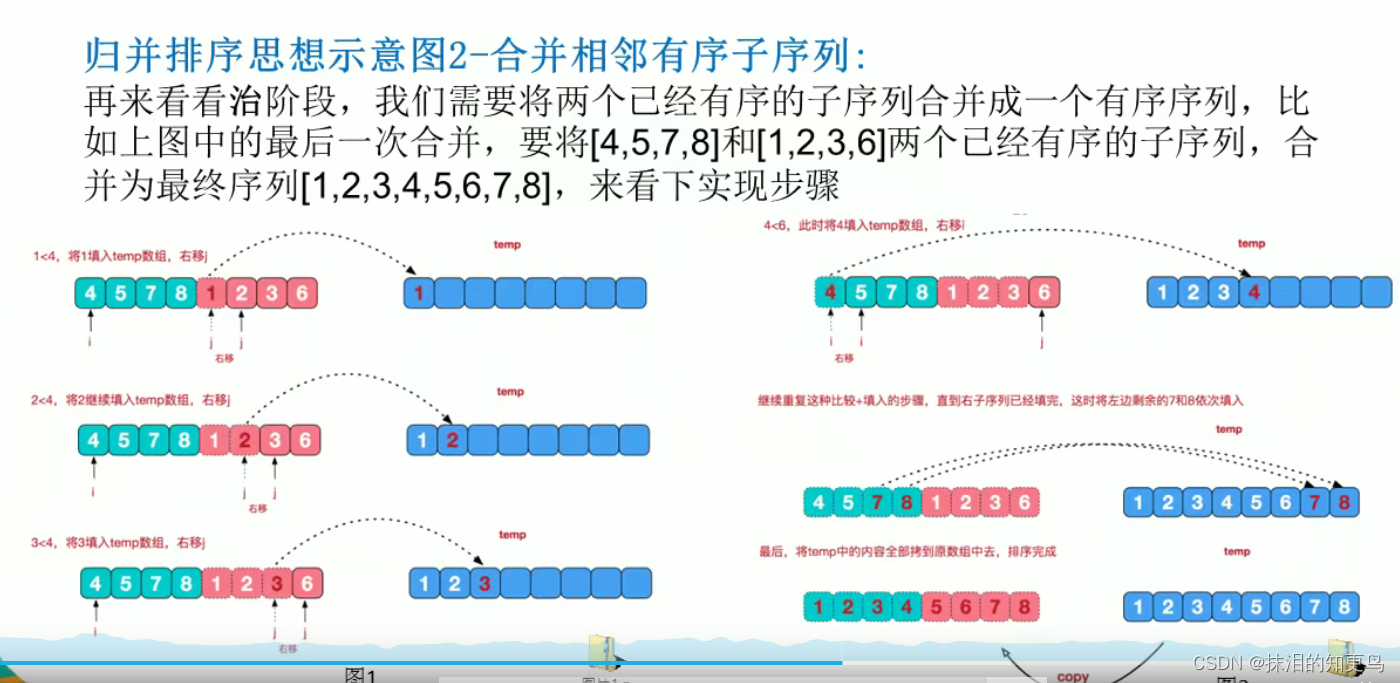 归并排序思想示意图2-合并相邻有序子序列:
再来看看治阶段，我们需要将两个已经有序的子序列合并成一个有序序列，比
如上图中的最后一次合并，要将[4,5,7,8]和[1,2,3,6]两个已经有序的子序列，合
并为最终序列[1,2,3,4,5,6,7,8]，来看下实现步骤
1<4，将1填入temp数组，右移j
temp
4 5 7 8 1 2 3 6
1
i
j
j
右移
2<4，将2继续填入temp数组，右移j
temp
4 5 7 8 1 2 3 6
1 2
i
j
j
右移
3<4，将3填入temp数组，右移j
temp
4 5 7 8 1 2 3 6
1 2 3
i
j
j
右移
图1
4<6，此时将4填入temp数组，右移i
temp
4 5 7 8 1 2 3 6
1 2 3 4
i
i
j
右移
继续重复这种比较+填入的步骤，直到右子序列已经填完，这时将左边剩余的7和8依次填入
temp
4 5 7 8 1 2 3 6
1 2 3 4 5 6 7 8
最后，将temp中的内容全部拷到原数组中去，排序完成
temp
1 2 3 4 5 6 7 8
1 2 3 4 5 6 7 8
copy
CSDN @抹泪的知更鸟